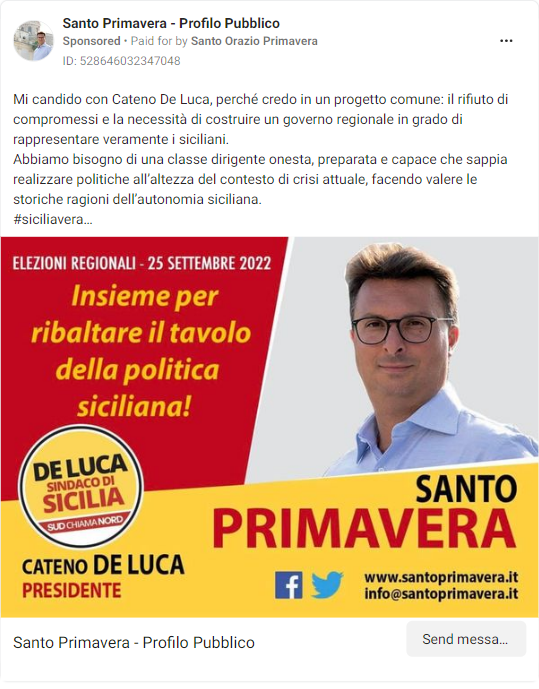 Santo Primavera - Profilo Pubblico
Sponsored • Paid for by Santo Orazio Primavera
ID: 528646032347048
Mi candido con Cateno De Luca, perché credo in un progetto comune: il rifiuto di
compromessi e la necessità di costruire un governo regionale in grado di
rappresentare veramente i siciliani.
Abbiamo bisogno di una classe dirigente onesta, preparata e capace che sappia
realizzare politiche all'altezza del contesto di crisi attuale, facendo valere le
storiche ragioni dell'autonomia siciliana.
#siciliavera…
ELEZIONI REGIONALI - 25 SETTEMBRE 2022
Insieme per
ribaltare il tavolo
della politica
siciliana!
DE LUCA
SINDACO DI
SICILIA
SUD CHIAMA NORD
CATENO DE LUCA
PRESIDENTE
SANTO
PRIMAVERA
www.santoprimavera.it
info@santoprimavera.it
Santo Primavera - Profilo Pubblico
Send messa…